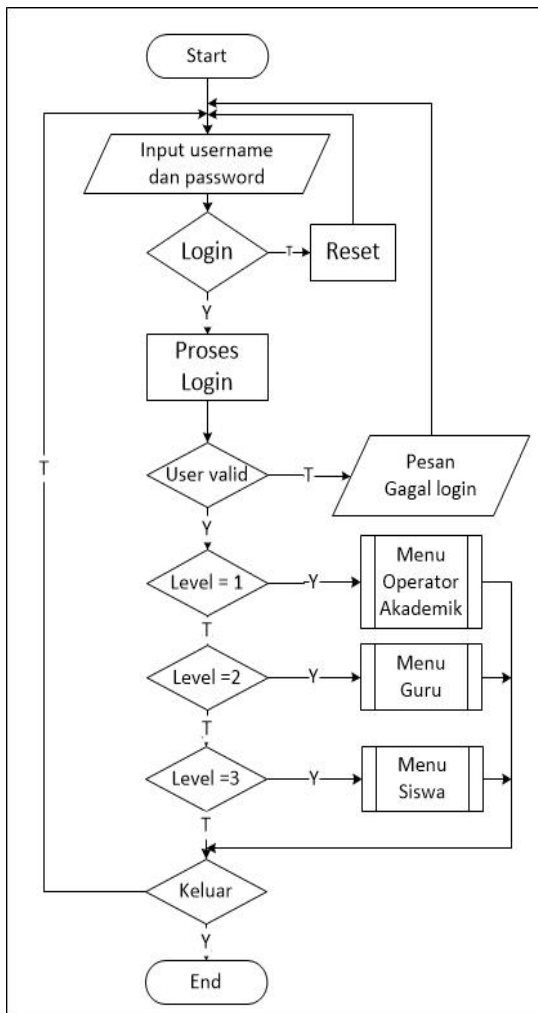 Start
Input username
dan password
Login
T
Reset
Y
Proses
Login
User valid
T
Pesan
Gagal login
T
Y
Level = 1
Y
Menu
Operator
Akademik
T
Level =2
Y
Menu
Guru
T
Level =3
Y
Menu
Siswa
T
Keluar
Y
End